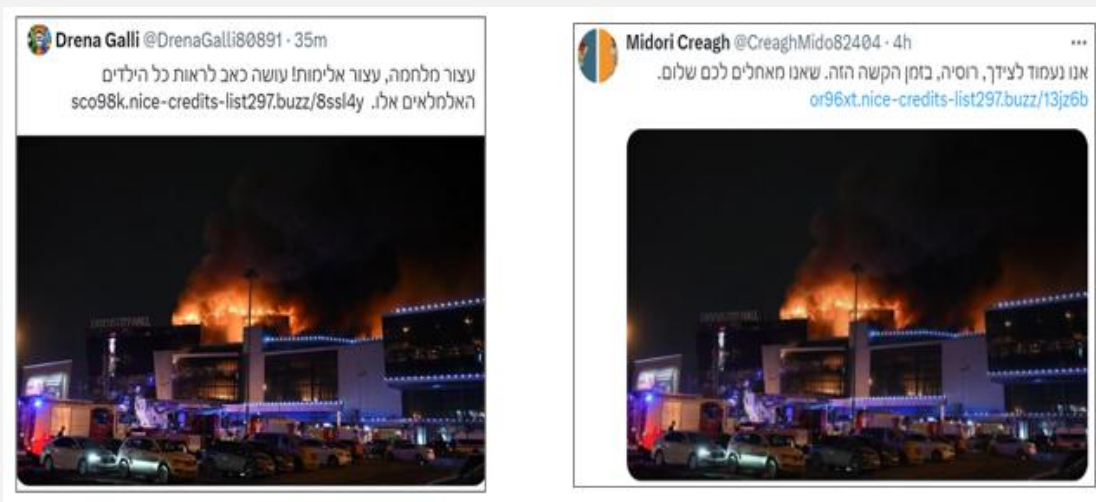 Drena Galli @DrenaGalli80891 · 35m
עצור מלחמה, עצור אלימות! עושה כאב לראות כל הילדים
האלמלאים אלו. sco98k.nice-credits-list297.buzz/8ssl4y
Midori Creagh @CreaghMido82404 · 4h
אנו נעמוד לצידך, רוסיה, בזמן הקשה הזה. שאנו מאחלים לכם שלום.
or96xt.nice-credits-list297.buzz/13jz6b